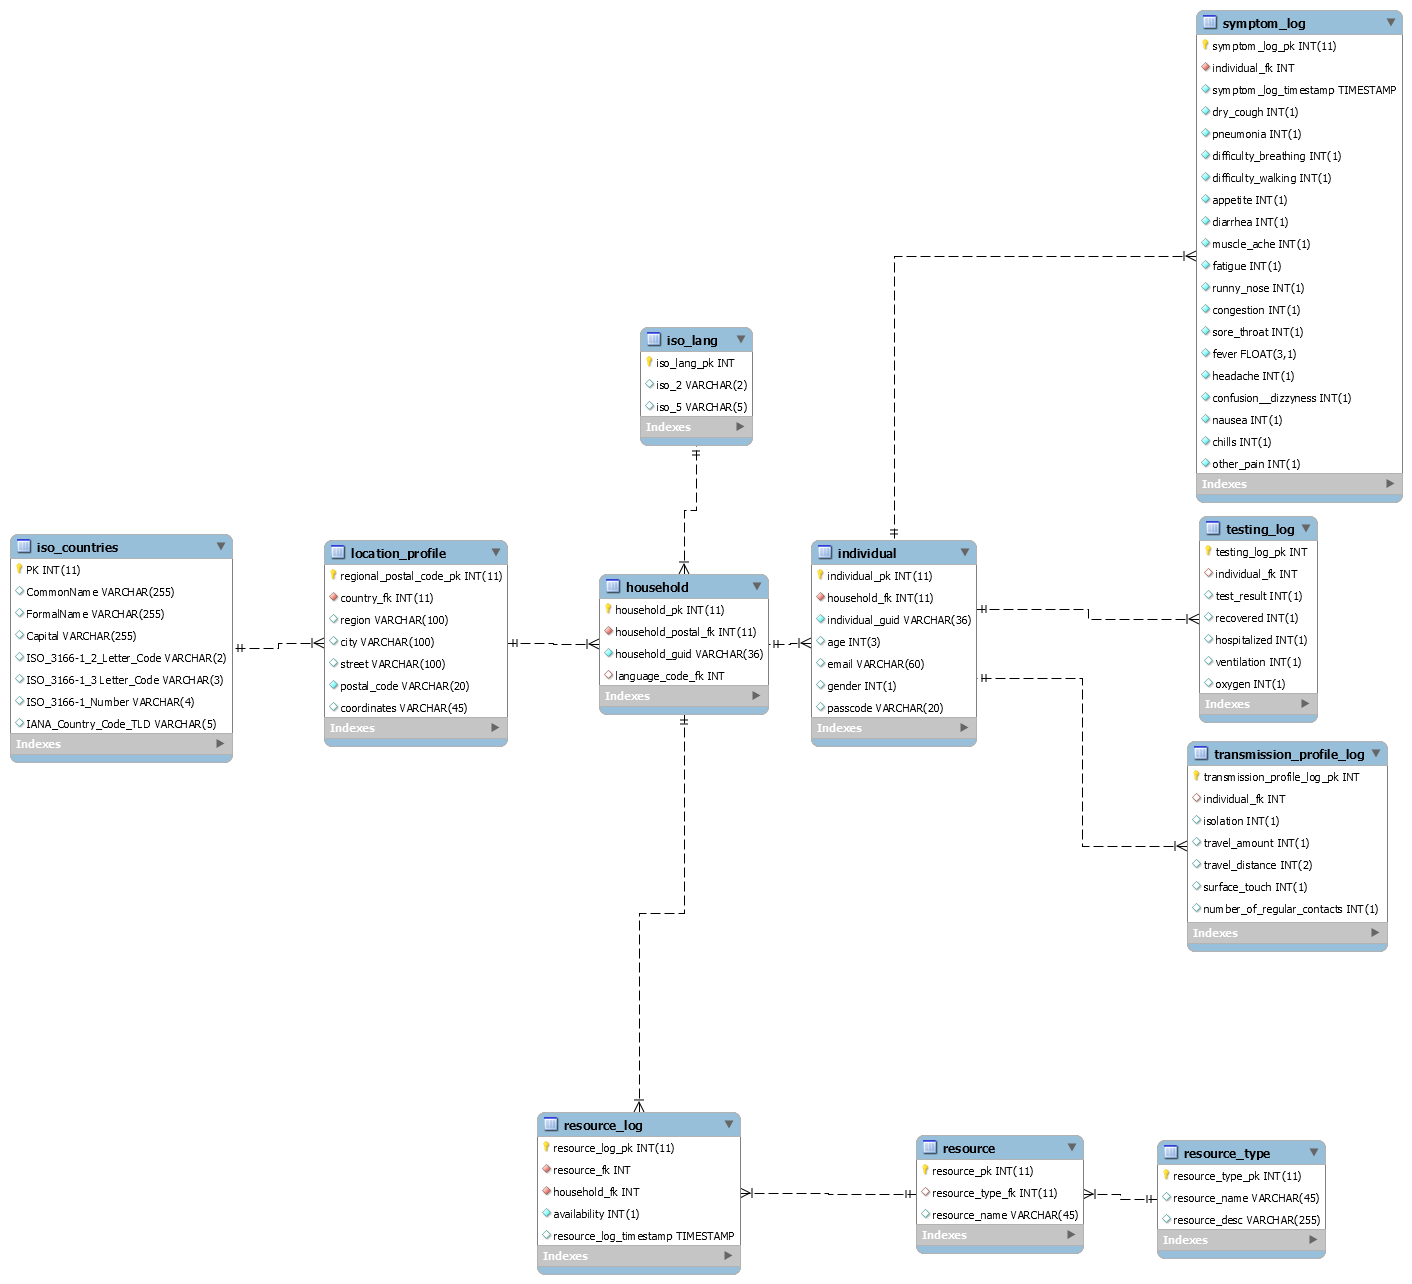 symptom_log
symptom_log_pk INT(11)
individual_fk INT
symptom_log_timestamp TIMESTAMP
dry_cough INT(1)
pneumonia INT(1)
difficulty_breathing INT(1)
difficulty_walking INT(1)
appetite INT(1)
diarrhea INT(1)
muscle_ache INT(1)
fatigue INT(1)
runny_nose INT(1)
congestion INT(1)
sore_throat INT(1)
fever FLOAT(3,1)
headache INT(1)
confusion__dizzyness INT(1)
nausea INT(1)
chills INT(1)
other_pain INT(1)
Indexes
iso_lang
iso_lang_pk INT
iso_2 VARCHAR(2)
iso_5 VARCHAR(5)
Indexes
iso_countries
PK INT(11)
CommonName VARCHAR(255)
FormalName VARCHAR(255)
Capital VARCHAR(255)
ISO_3166-1_2_Letter_Code VARCHAR(2)
ISO_3166-1_3 Letter_Code VARCHAR(3)
ISO_3166-1_Number VARCHAR(4)
IANA_Country_Code_TLD VARCHAR(5)
Indexes
location_profile
regional_postal_code_pk INT(11)
country_fk INT(11)
region VARCHAR(100)
city VARCHAR(100)
street VARCHAR(100)
postal_code VARCHAR(20)
coordinates VARCHAR(45)
Indexes
household
household_pk INT(11)
household_postal_fk INT(11)
household_guid VARCHAR(36)
language_code_fk INT
Indexes
individual
individual_pk INT(11)
household_fk INT(11)
individual_guid VARCHAR(36)
age INT(3)
email VARCHAR(60)
gender INT(1)
passcode VARCHAR(20)
Indexes
testing_log
testing_log_pk INT
individual_fk INT
test_result INT(1)
recovered INT(1)
hospitalized INT(1)
ventilation INT(1)
oxygen INT(1)
Indexes
transmission_profile_log
transmission_profile_log_pk INT
individual_fk INT
isolation INT(1)
travel_amount INT(1)
travel_distance INT(2)
surface_touch INT(1)
number_of_regular_contacts INT(1)
Indexes
resource_log
resource_log_pk INT(11)
resource_fk INT
household_fk INT
availability INT(1)
resource_log_timestamp TIMESTAMP
Indexes
resource
resource_pk INT(11)
resource_type_fk INT(11)
resource_name VARCHAR(45)
Indexes
resource_type
resource_type_pk INT(11)
resource_name VARCHAR(45)
resource_desc VARCHAR(255)
Indexes